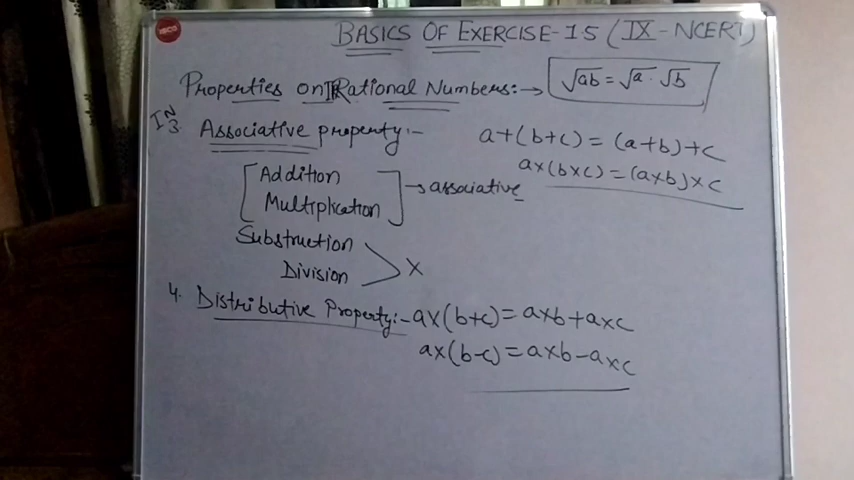 BASICS OF EXERCISE-1.5 (IX - NCERT)
Properties on IRRational Numbers:-→ √ab = √a · √b
IN
3. Associative property:- a+(b+c) = (a+b)+c
a×(b×c) = (a×b)×c
Addition
Multiplication → associative
Substruction
Division > X
4. Distributive Property:- a×(b+c) = a×b+a×c
a×(b-c) = a×b-a×c